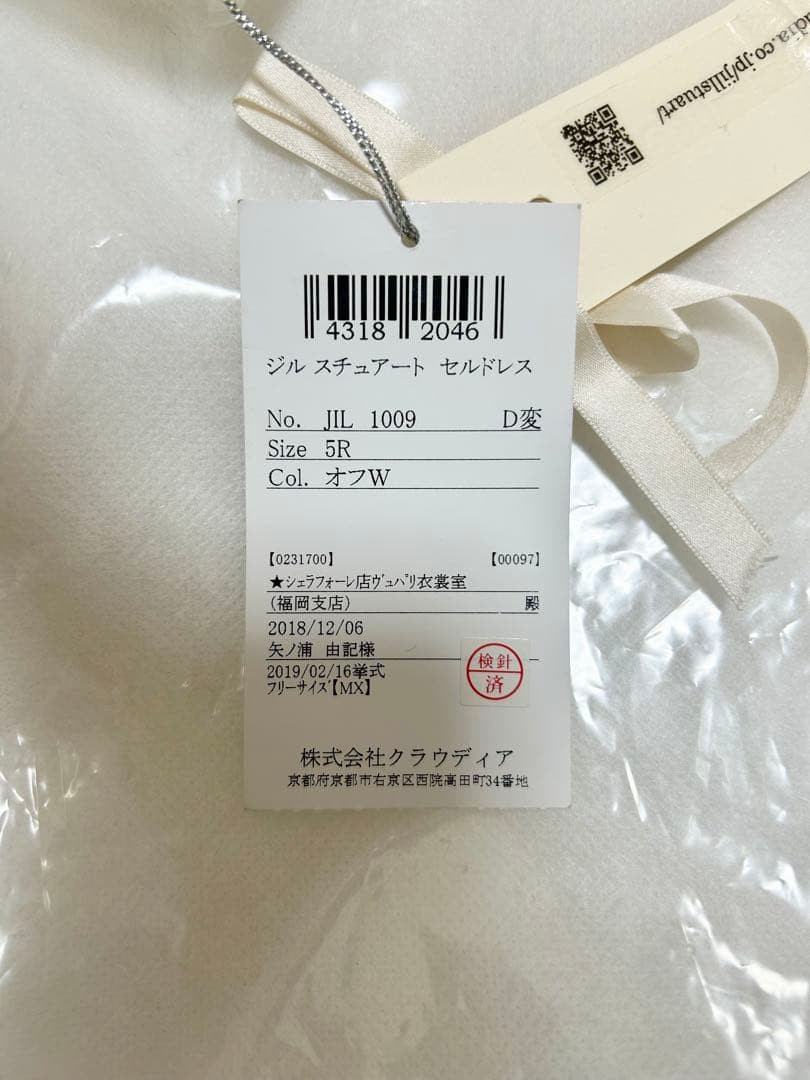 dia.co.jp/jillstuart/
4318 2046
ジル スチュアート セルドレス
No. JIL 1009 D変
Size 5R
Col. オフW
【0231700】 【00097】
★シェラフォーレ店ヴュパリ衣裳室
(福岡支店) 殿
2018/12/06
矢ノ浦 由記様
2019/02/16挙式
フリーサイズ【MX】
検針
済
株式会社クラウディア
京都府京都市右京区西院高田町34番地